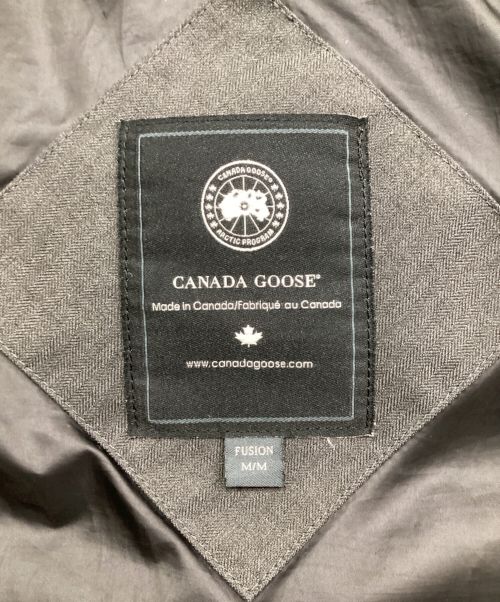 CANADA GOOSE®
ARCTIC PROGRAM
CANADA GOOSE®
Made in Canada/Fabriqué au Canada
www.canadagoose.com
FUSION
M/M